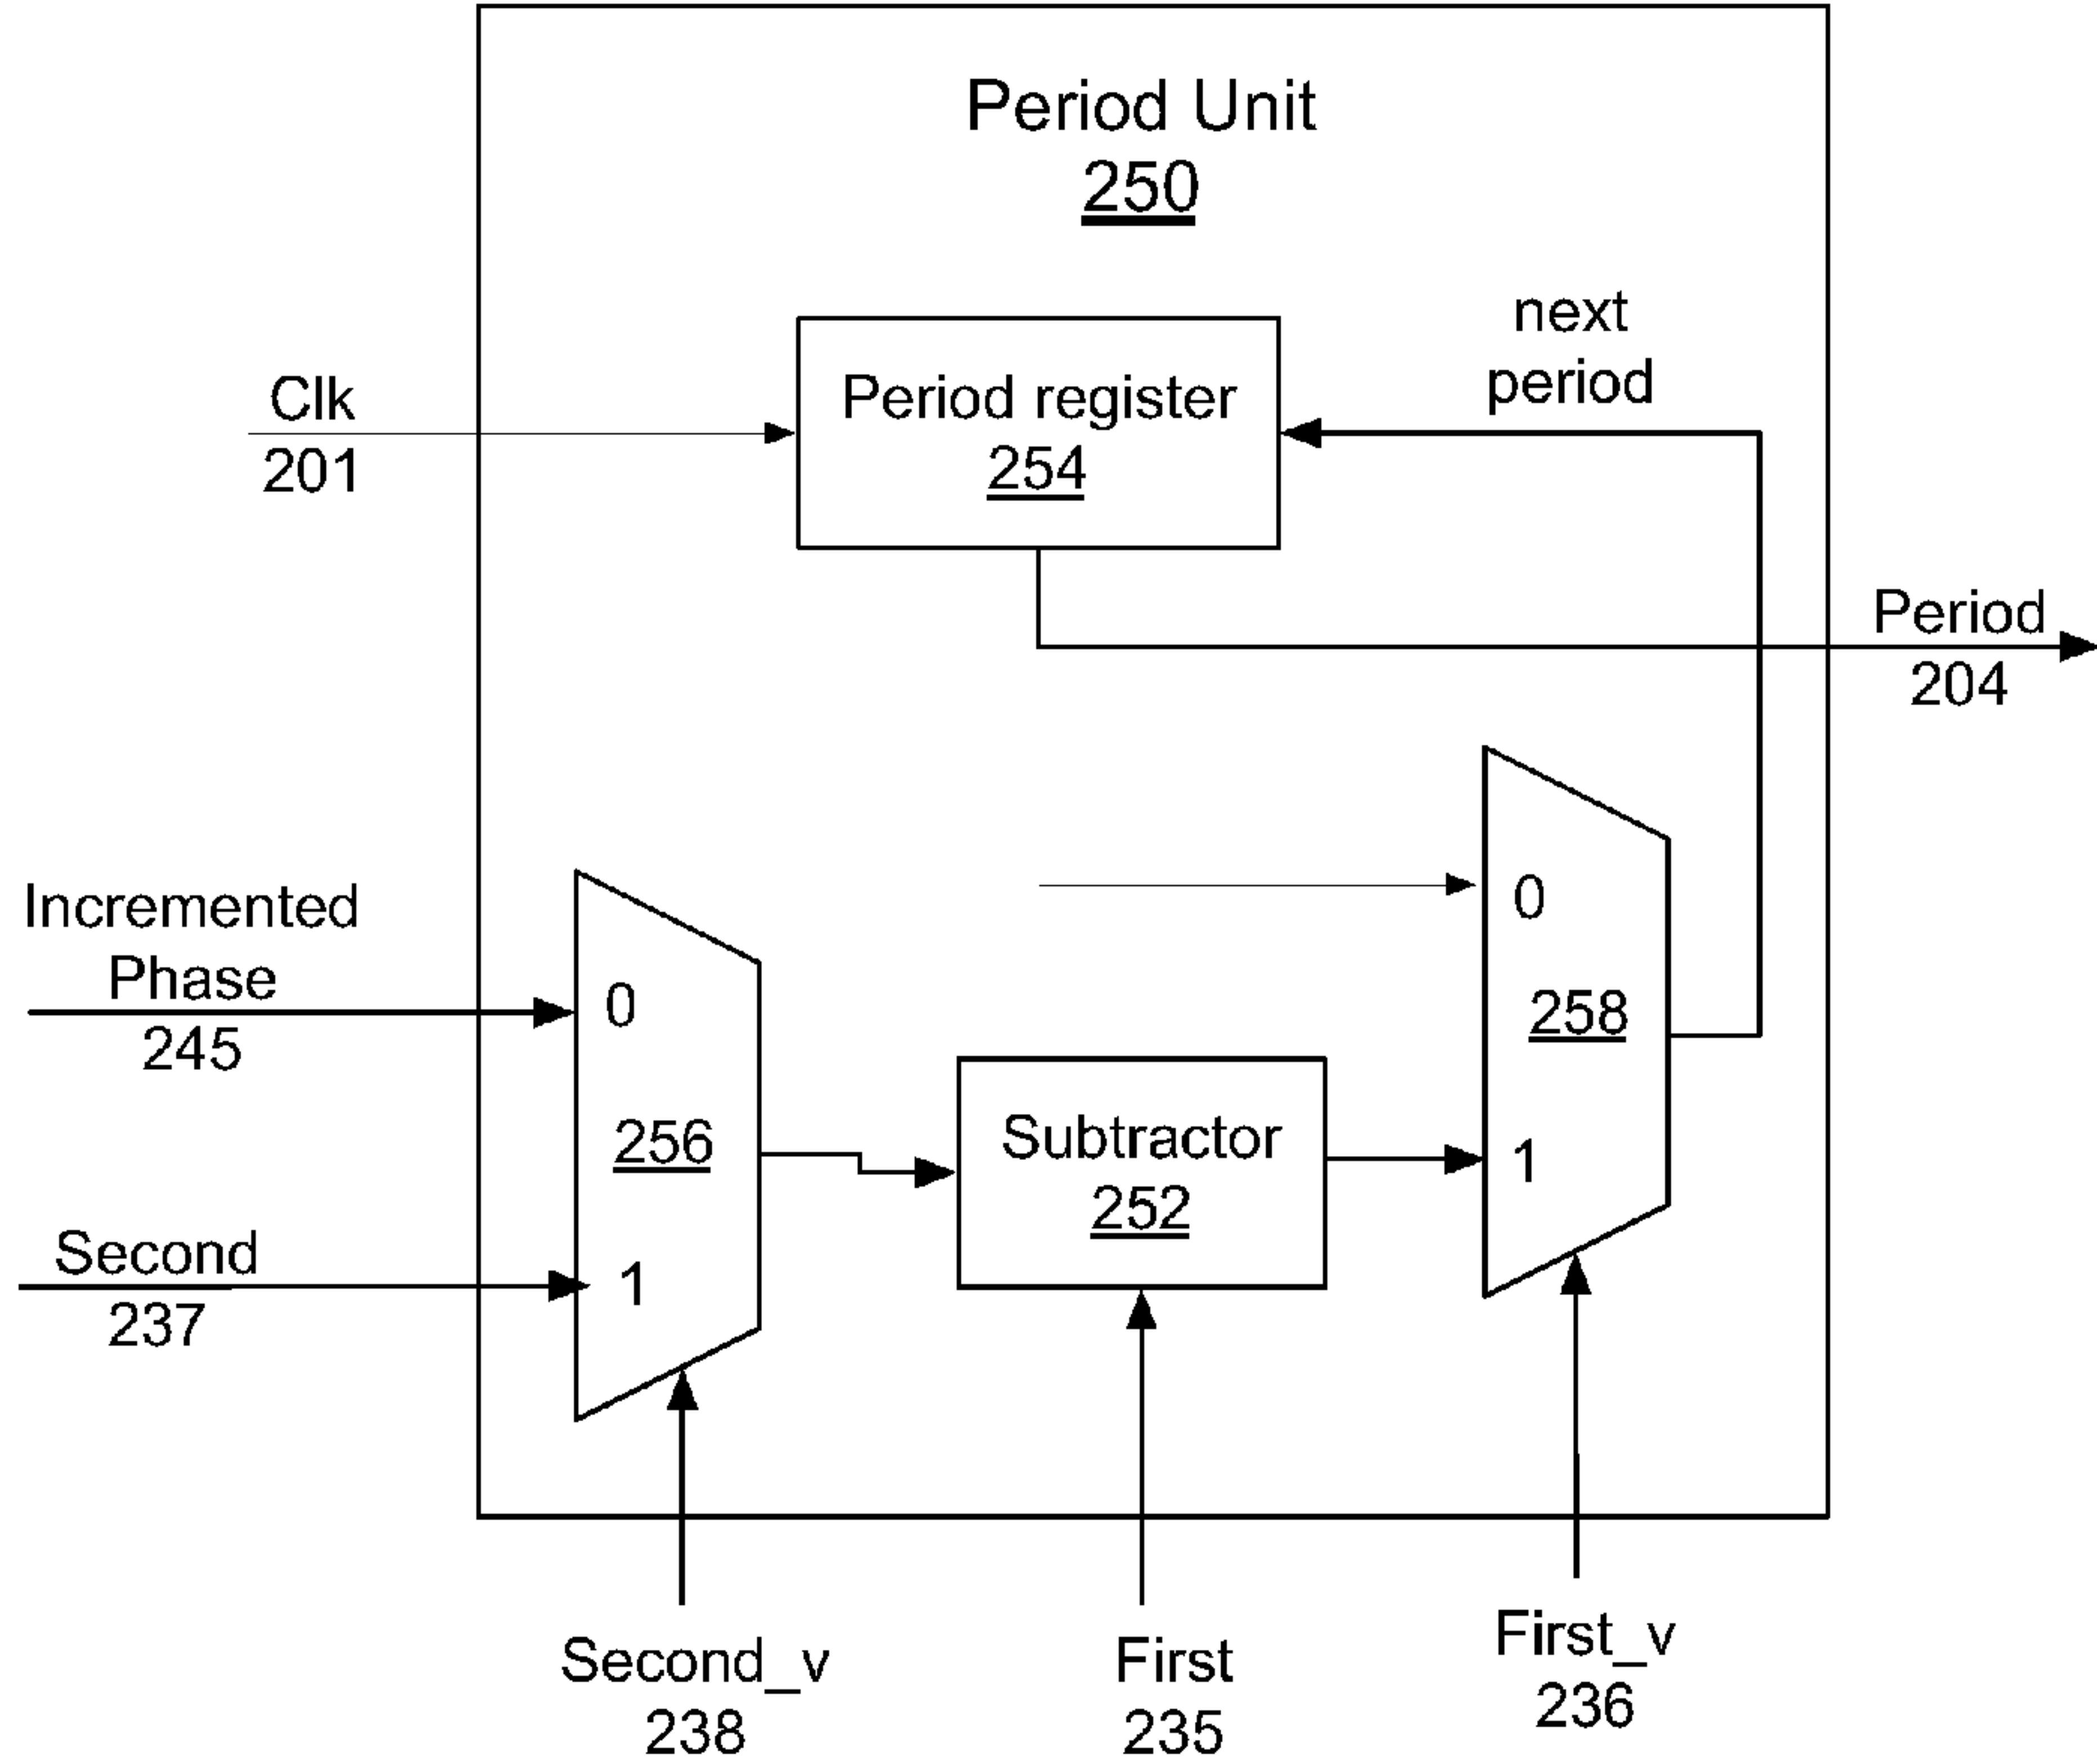 Period Unit
250
next
period
Clk
201
Period register
254
Period
204
Incremented
Phase
245
0
256
1
Second
237
Subtractor
252
0
258
1
Second_v
238
First
235
First_v
236